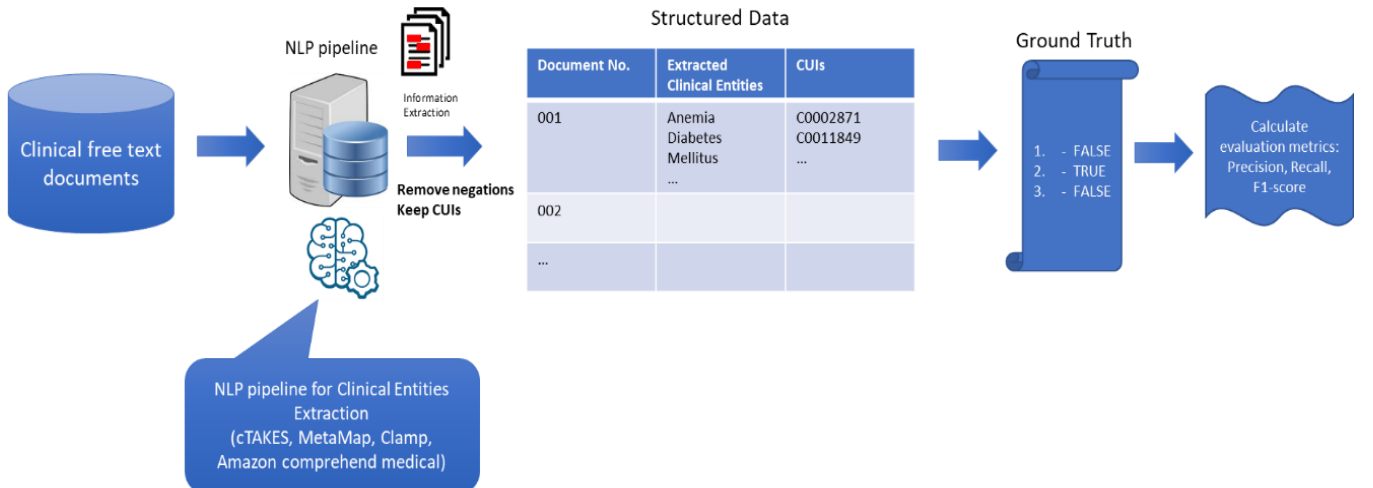 Clinical free text
documents
NLP pipeline
Information
Extraction
Remove negations
Keep CUIs
NLP pipeline for Clinical Entities
Extraction
(cTAKES, MetaMap, Clamp,
Amazon comprehend medical)
Structured Data
Document No.
Extracted
Clinical Entities
CUIs
001
Anemia
Diabetes
Mellitus
...
C0002871
C0011849
...
002
...
Ground Truth
1. - FALSE
2. - TRUE
3. - FALSE
Calculate
evaluation metrics:
Precision, Recall,
F1-score